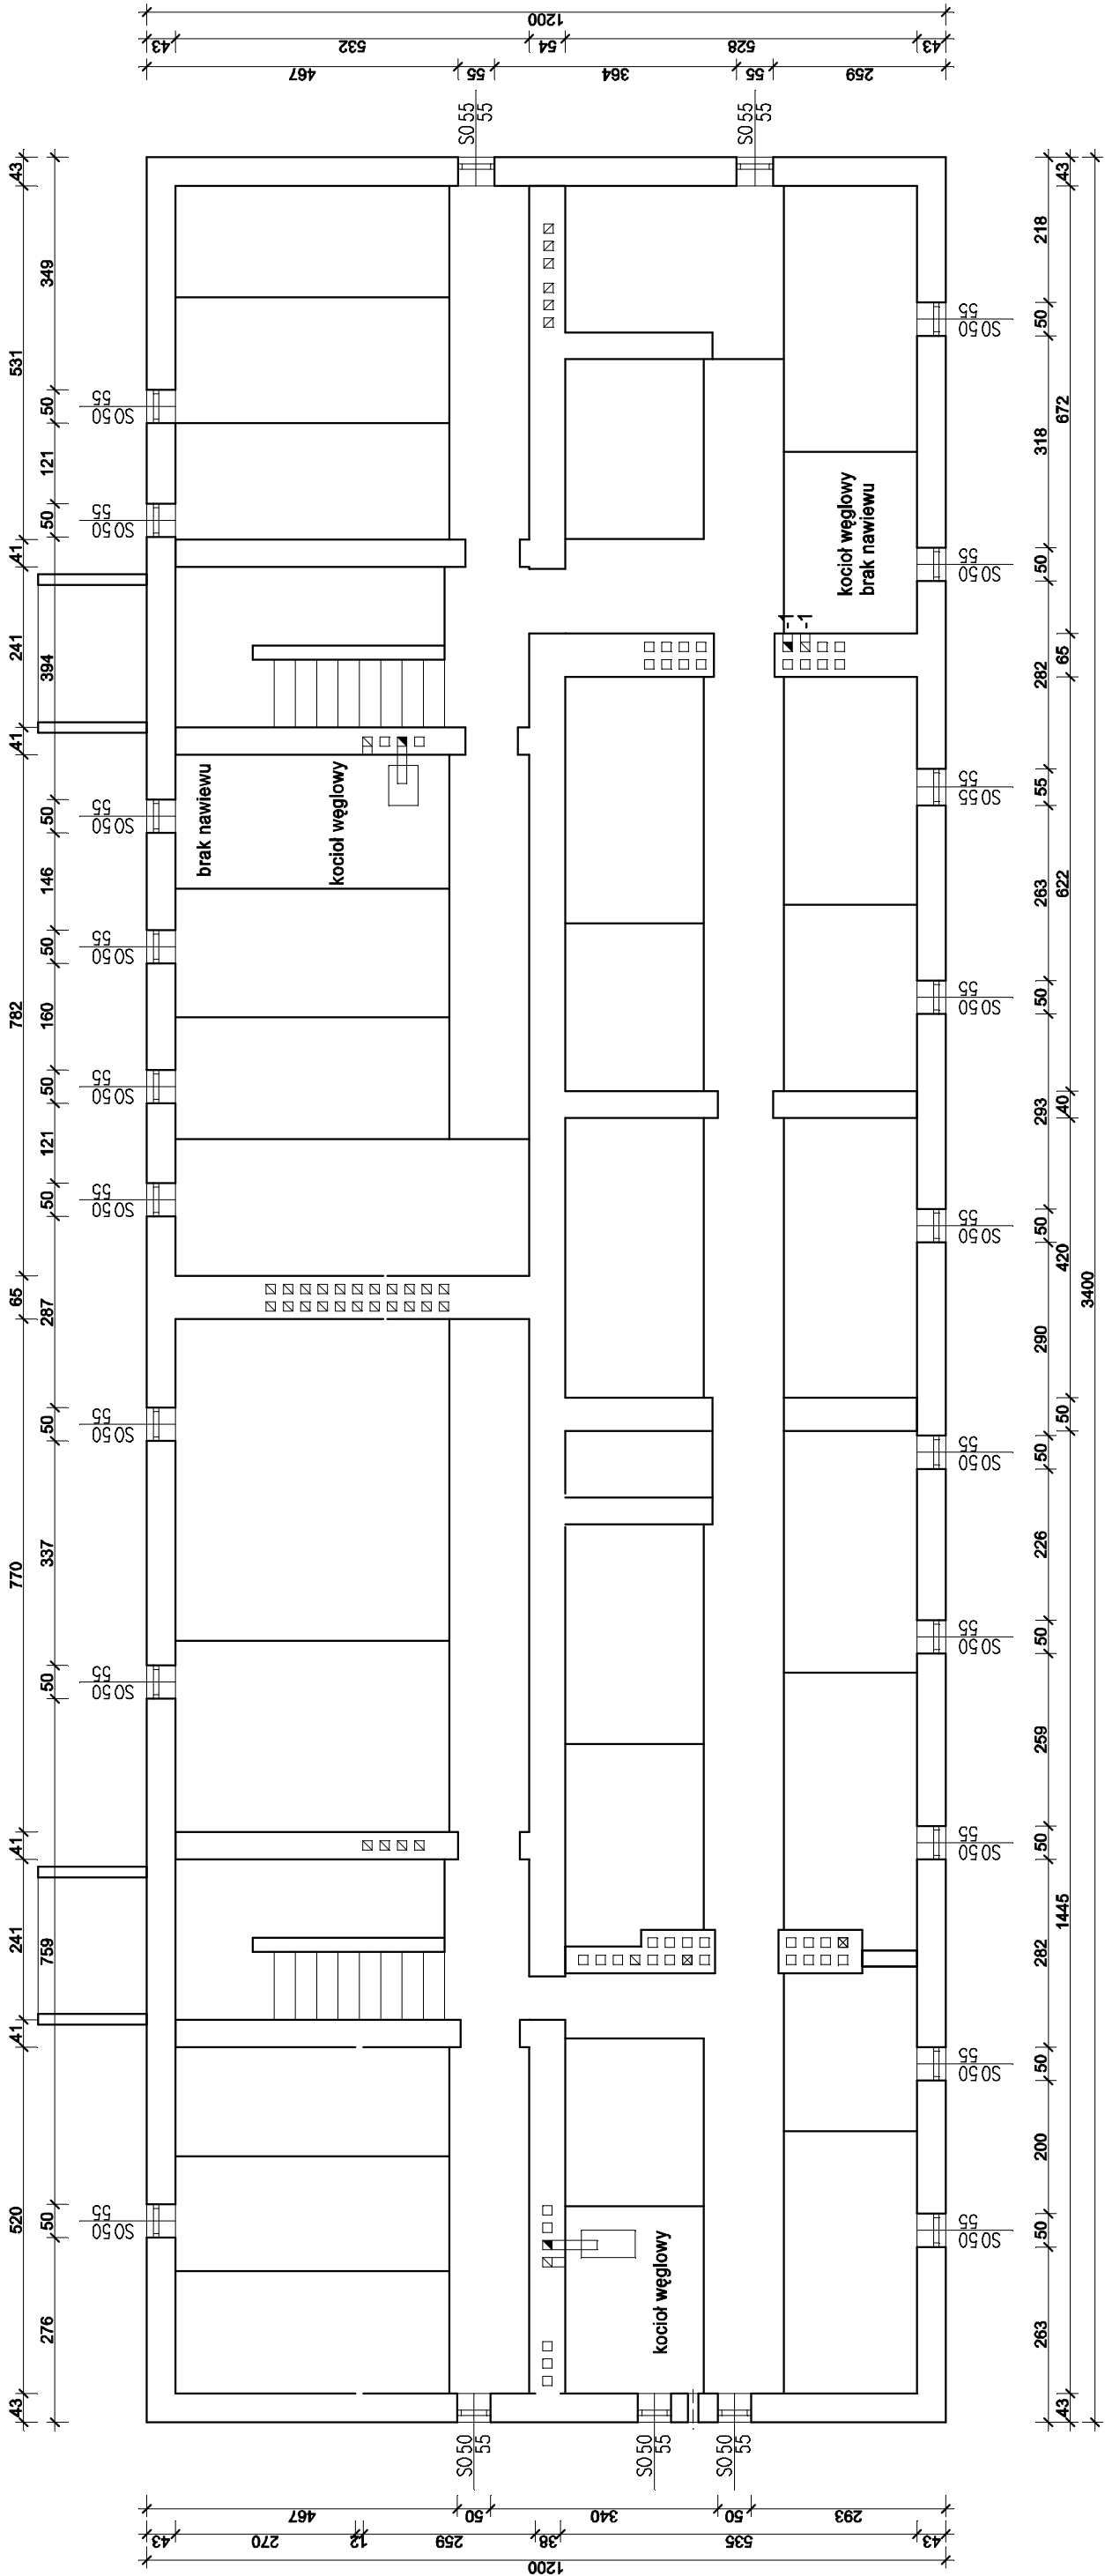 43 520 41 241 41 770 65 782 41 241 41 531 43
276 50 759 50 337 50 287 50 121 50 160 50 146 50 394 50 121 50 349
SO 50 SO 50 SO 50 SO 50 SO 50 SO 50 SO 50 SO 50 SO 50
55 55 55 55 55 55 55 55 55
1200
43 270 12 259 38 535 43
467 50 340 50 293
SO 50
55
SO 50
55
SO 50
55
brak nawiewu
kocioł węglowy
kocioł węglowy
kocioł węglowy
brak nawiewu
1 1
SO 55
55
SO 55
55
467 55 364 55 259
43 532 54 528 43
1200
55 55 55 55 55 55 55 55 55 55
SO 50 SO 50 SO 50 SO 50 SO 50 SO 50 SO 50 SO 55 SO 50 SO 50
263 50 200 50 282 50 259 50 226 50 290 50 293 50 263 55 282 50 318 50 218
43 1445 50 420 40 622 65 672 43
3400